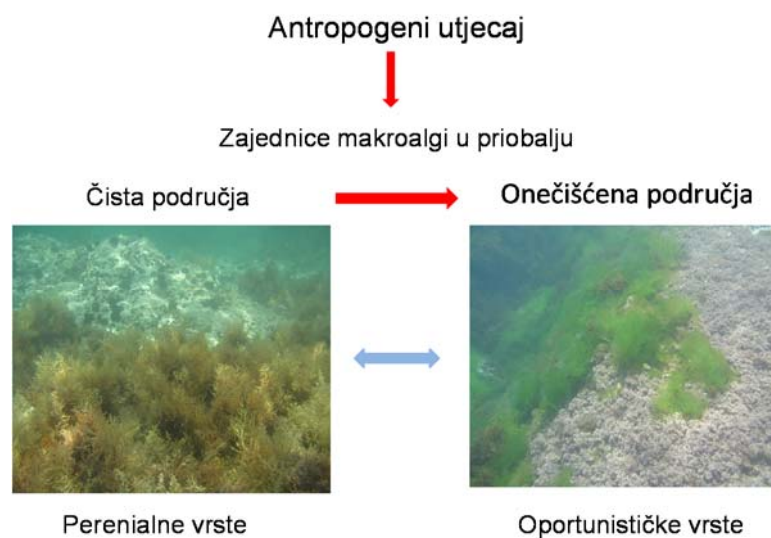 Antropogeni utjecaj
Zajednice makroalgi u priobalju
Čista područja
Onečišćena područja
Perenialne vrste
Oportunističke vrste